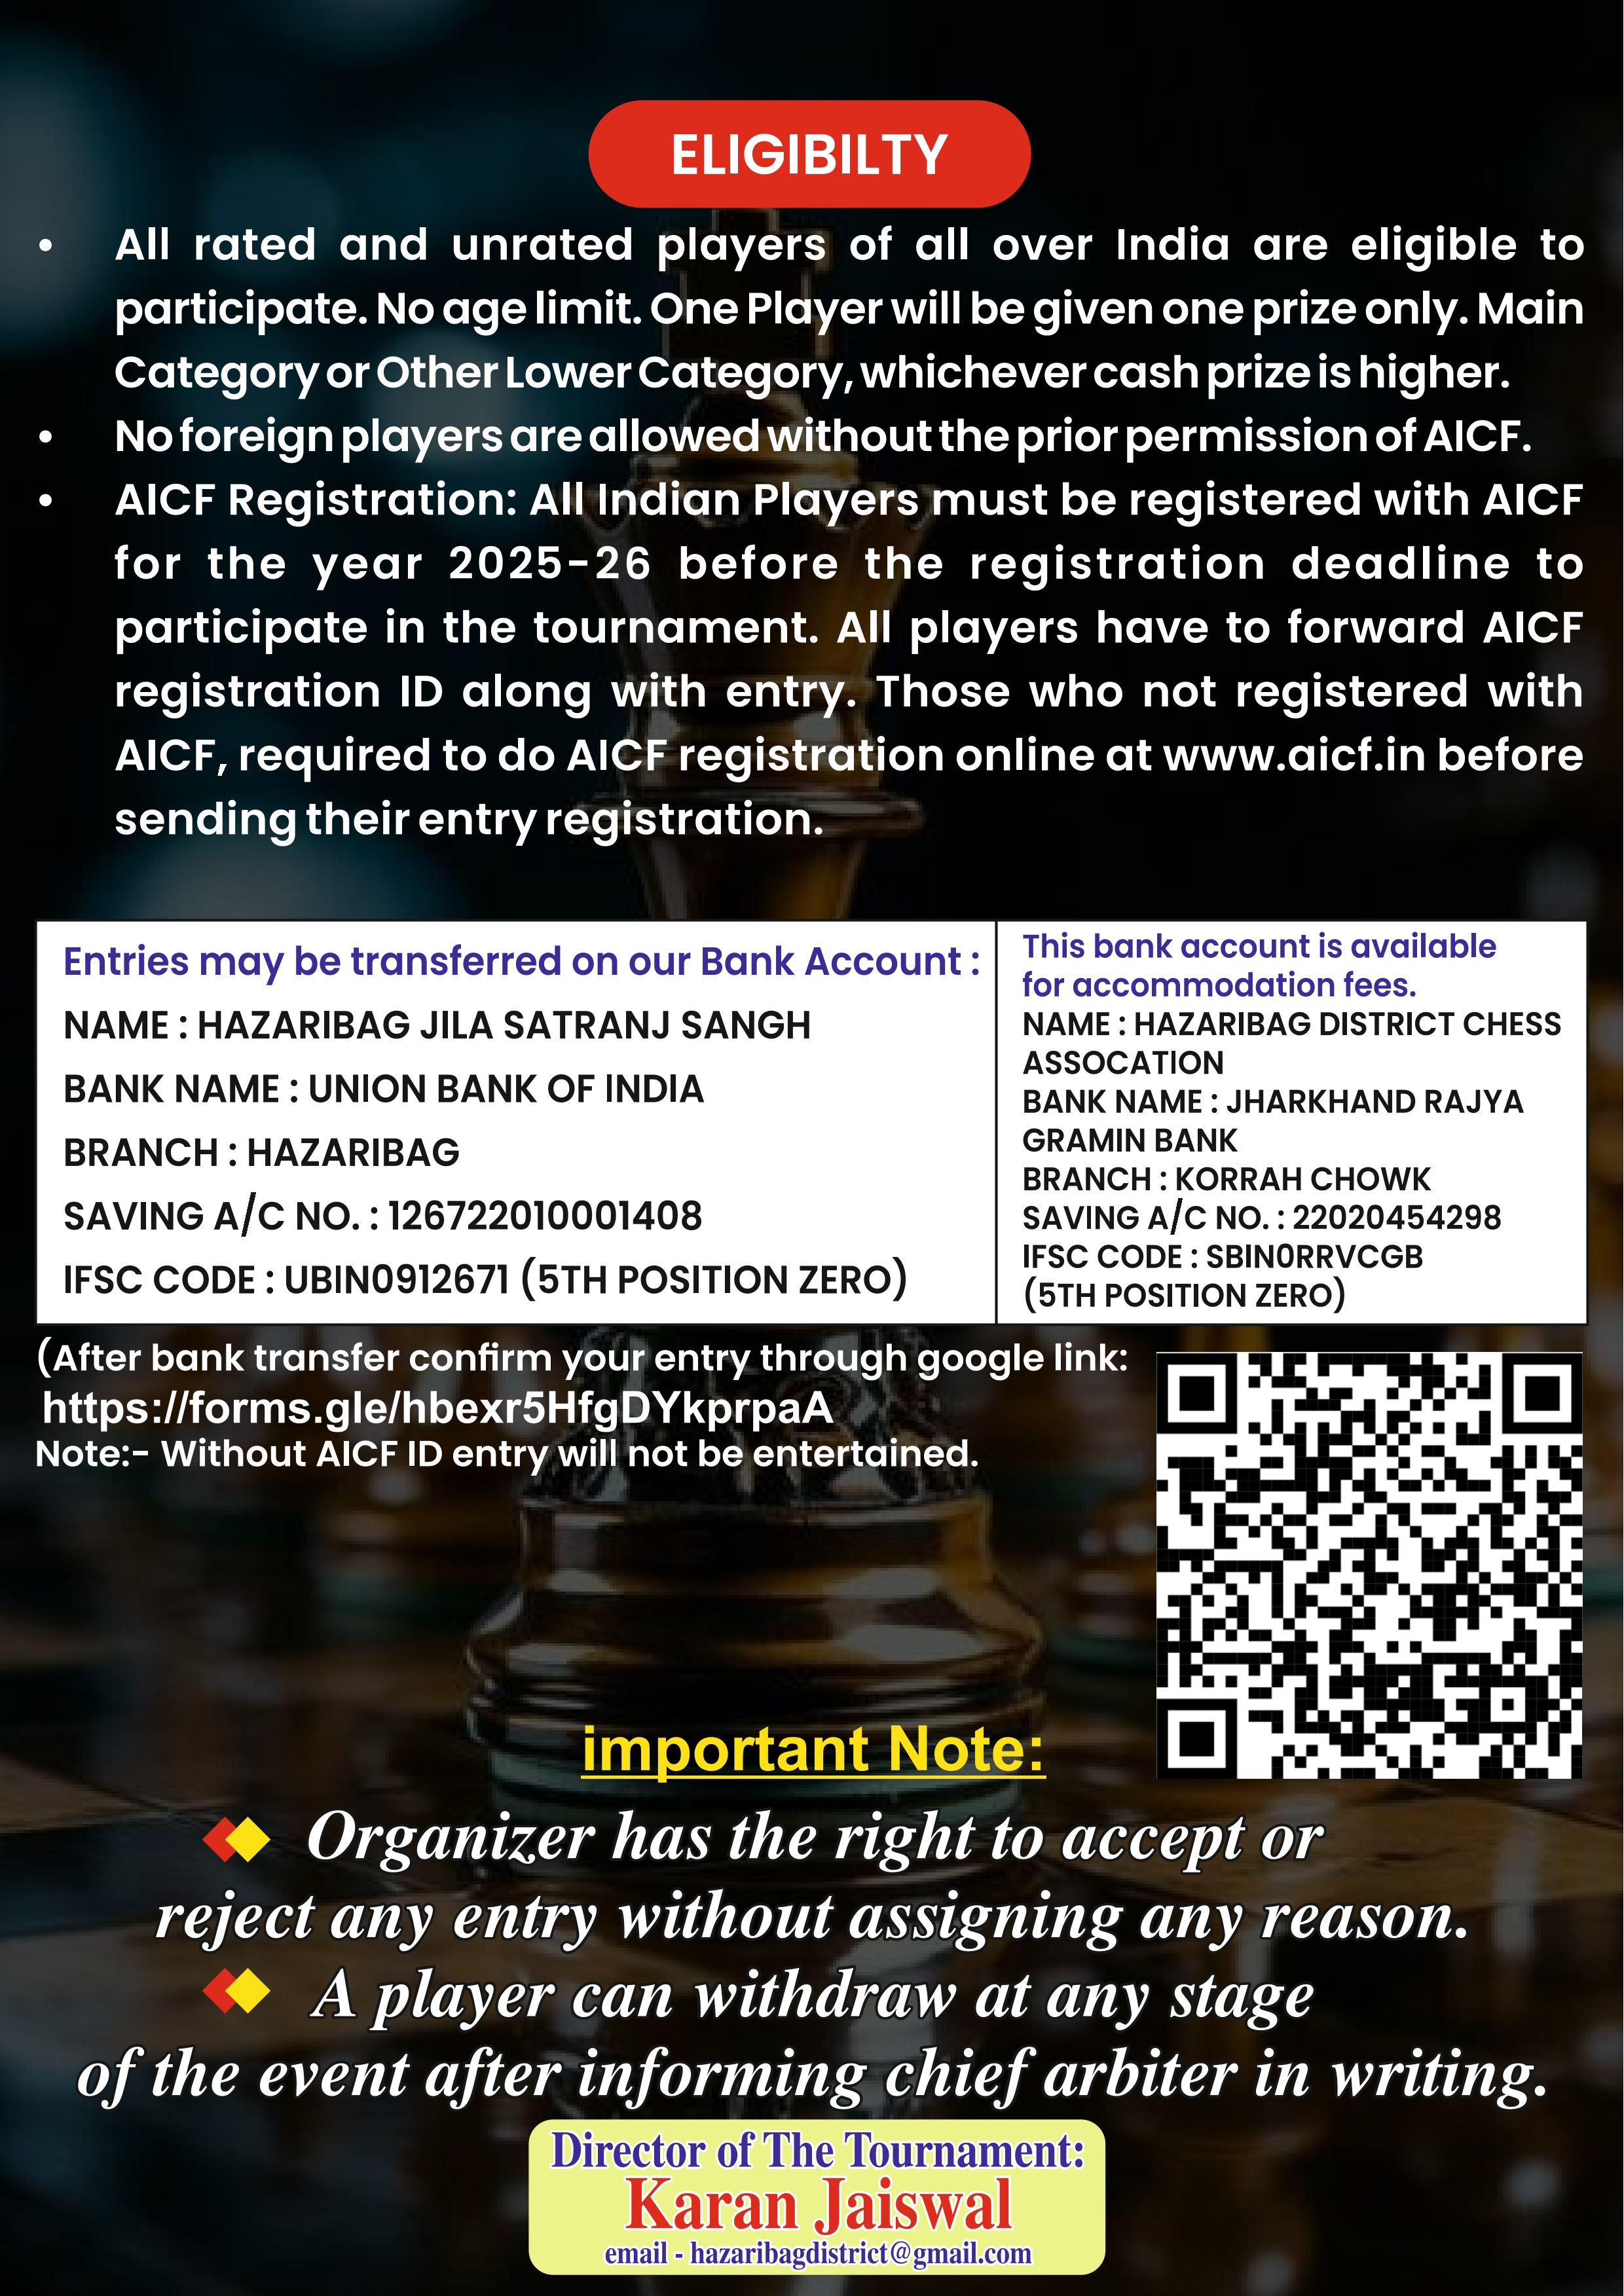 ELIGIBILTY
• All rated and unrated players of all over India are eligible to
participate. No age limit. One Player will be given one prize only. Main
Category or Other Lower Category, whichever cash prize is higher.
• No foreign players are allowed without the prior permission of AICF.
• AICF Registration: All Indian Players must be registered with AICF
for the year 2025-26 before the registration deadline to
participate in the tournament. All players have to forward AICF
registration ID along with entry. Those who not registered with
AICF, required to do AICF registration online at www.aicf.in before
sending their entry registration.
Entries may be transferred on our Bank Account :
NAME : HAZARIBAG JILA SATRANJ SANGH
BANK NAME : UNION BANK OF INDIA
BRANCH : HAZARIBAG
SAVING A/C NO. : 126722010001408
IFSC CODE : UBIN0912671 (5TH POSITION ZERO)
This bank account is available
for accommodation fees.
NAME : HAZARIBAG DISTRICT CHESS
ASSOCATION
BANK NAME : JHARKHAND RAJYA
GRAMIN BANK
BRANCH : KORRAH CHOWK
SAVING A/C NO. : 22020454298
IFSC CODE : SBIN0RRVCGB
(5TH POSITION ZERO)
(After bank transfer confirm your entry through google link:
https://forms.gle/hbexr5HfgDYkprpaA
Note:- Without AICF ID entry will not be entertained.
important Note:
Organizer has the right to accept or
reject any entry without assigning any reason.
A player can withdraw at any stage
of the event after informing chief arbiter in writing.
Director of The Tournament:
Karan Jaiswal
email - hazaribagdistrict@gmail.com